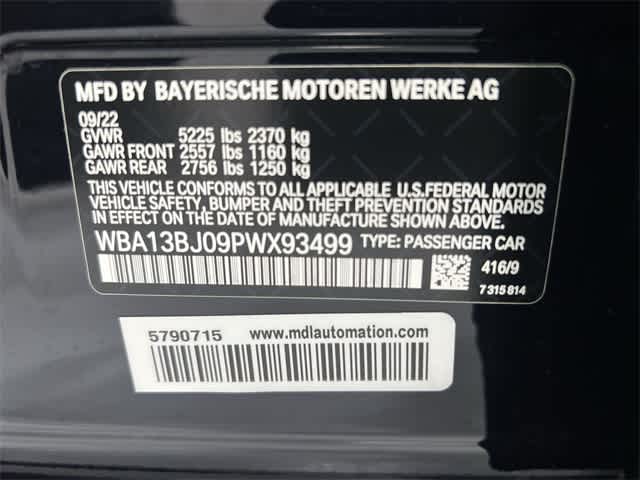 MFD BY BAYERISCHE MOTOREN WERKE AG
09/22
GVWR 5225 lbs 2370 kg
GAWR FRONT 2557 lbs 1160 kg
GAWR REAR 2756 lbs 1250 kg
THIS VEHICLE CONFORMS TO ALL APPLICABLE U.S.FEDERAL MOTOR
VEHICLE SAFETY, BUMPER AND THEFT PREVENTION STANDARDS
IN EFFECT ON THE DATE OF MANUFACTURE SHOWN ABOVE.
WBA13BJ09PWX93499 TYPE: PASSENGER CAR
416/9
7315814
5790715 www.mdlautomation.com